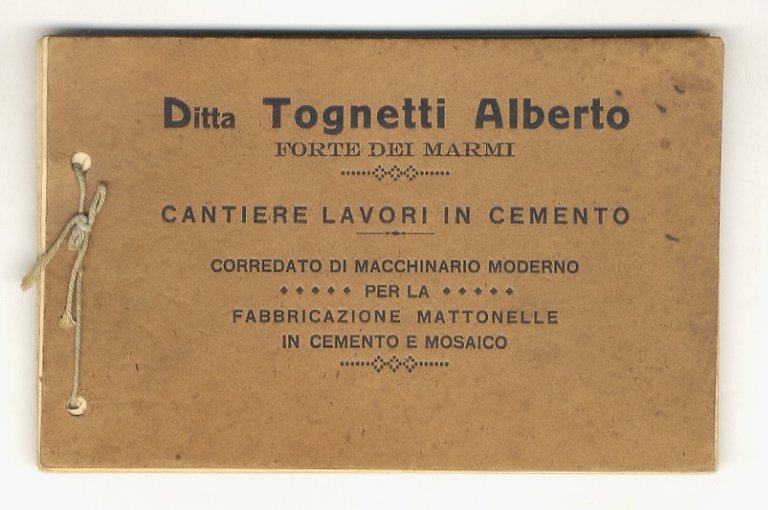 Ditta Tognetti Alberto
FORTE DEI MARMI
CANTIERE LAVORI IN CEMENTO
CORREDATO DI MACCHINARIO MODERNO
PER LA
FABBRICAZIONE MATTONELLE
IN CEMENTO E MOSAICO